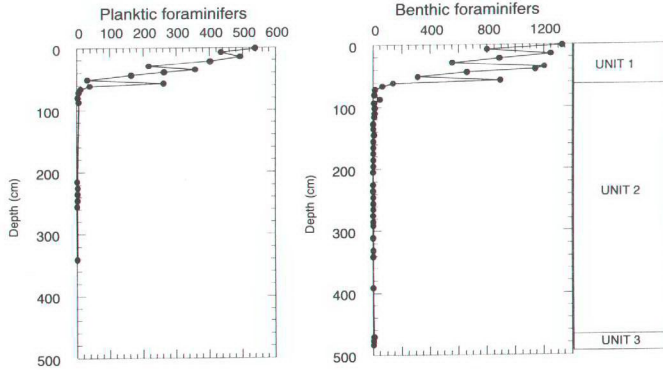 Planktic foraminifers
0 100 200 300 400 500 600
0
100
200
300
400
500
Depth (cm)
Benthic foraminifers
0 400 800 1200
0
100
200
300
400
500
Depth (cm)
UNIT 1
UNIT 2
UNIT 3